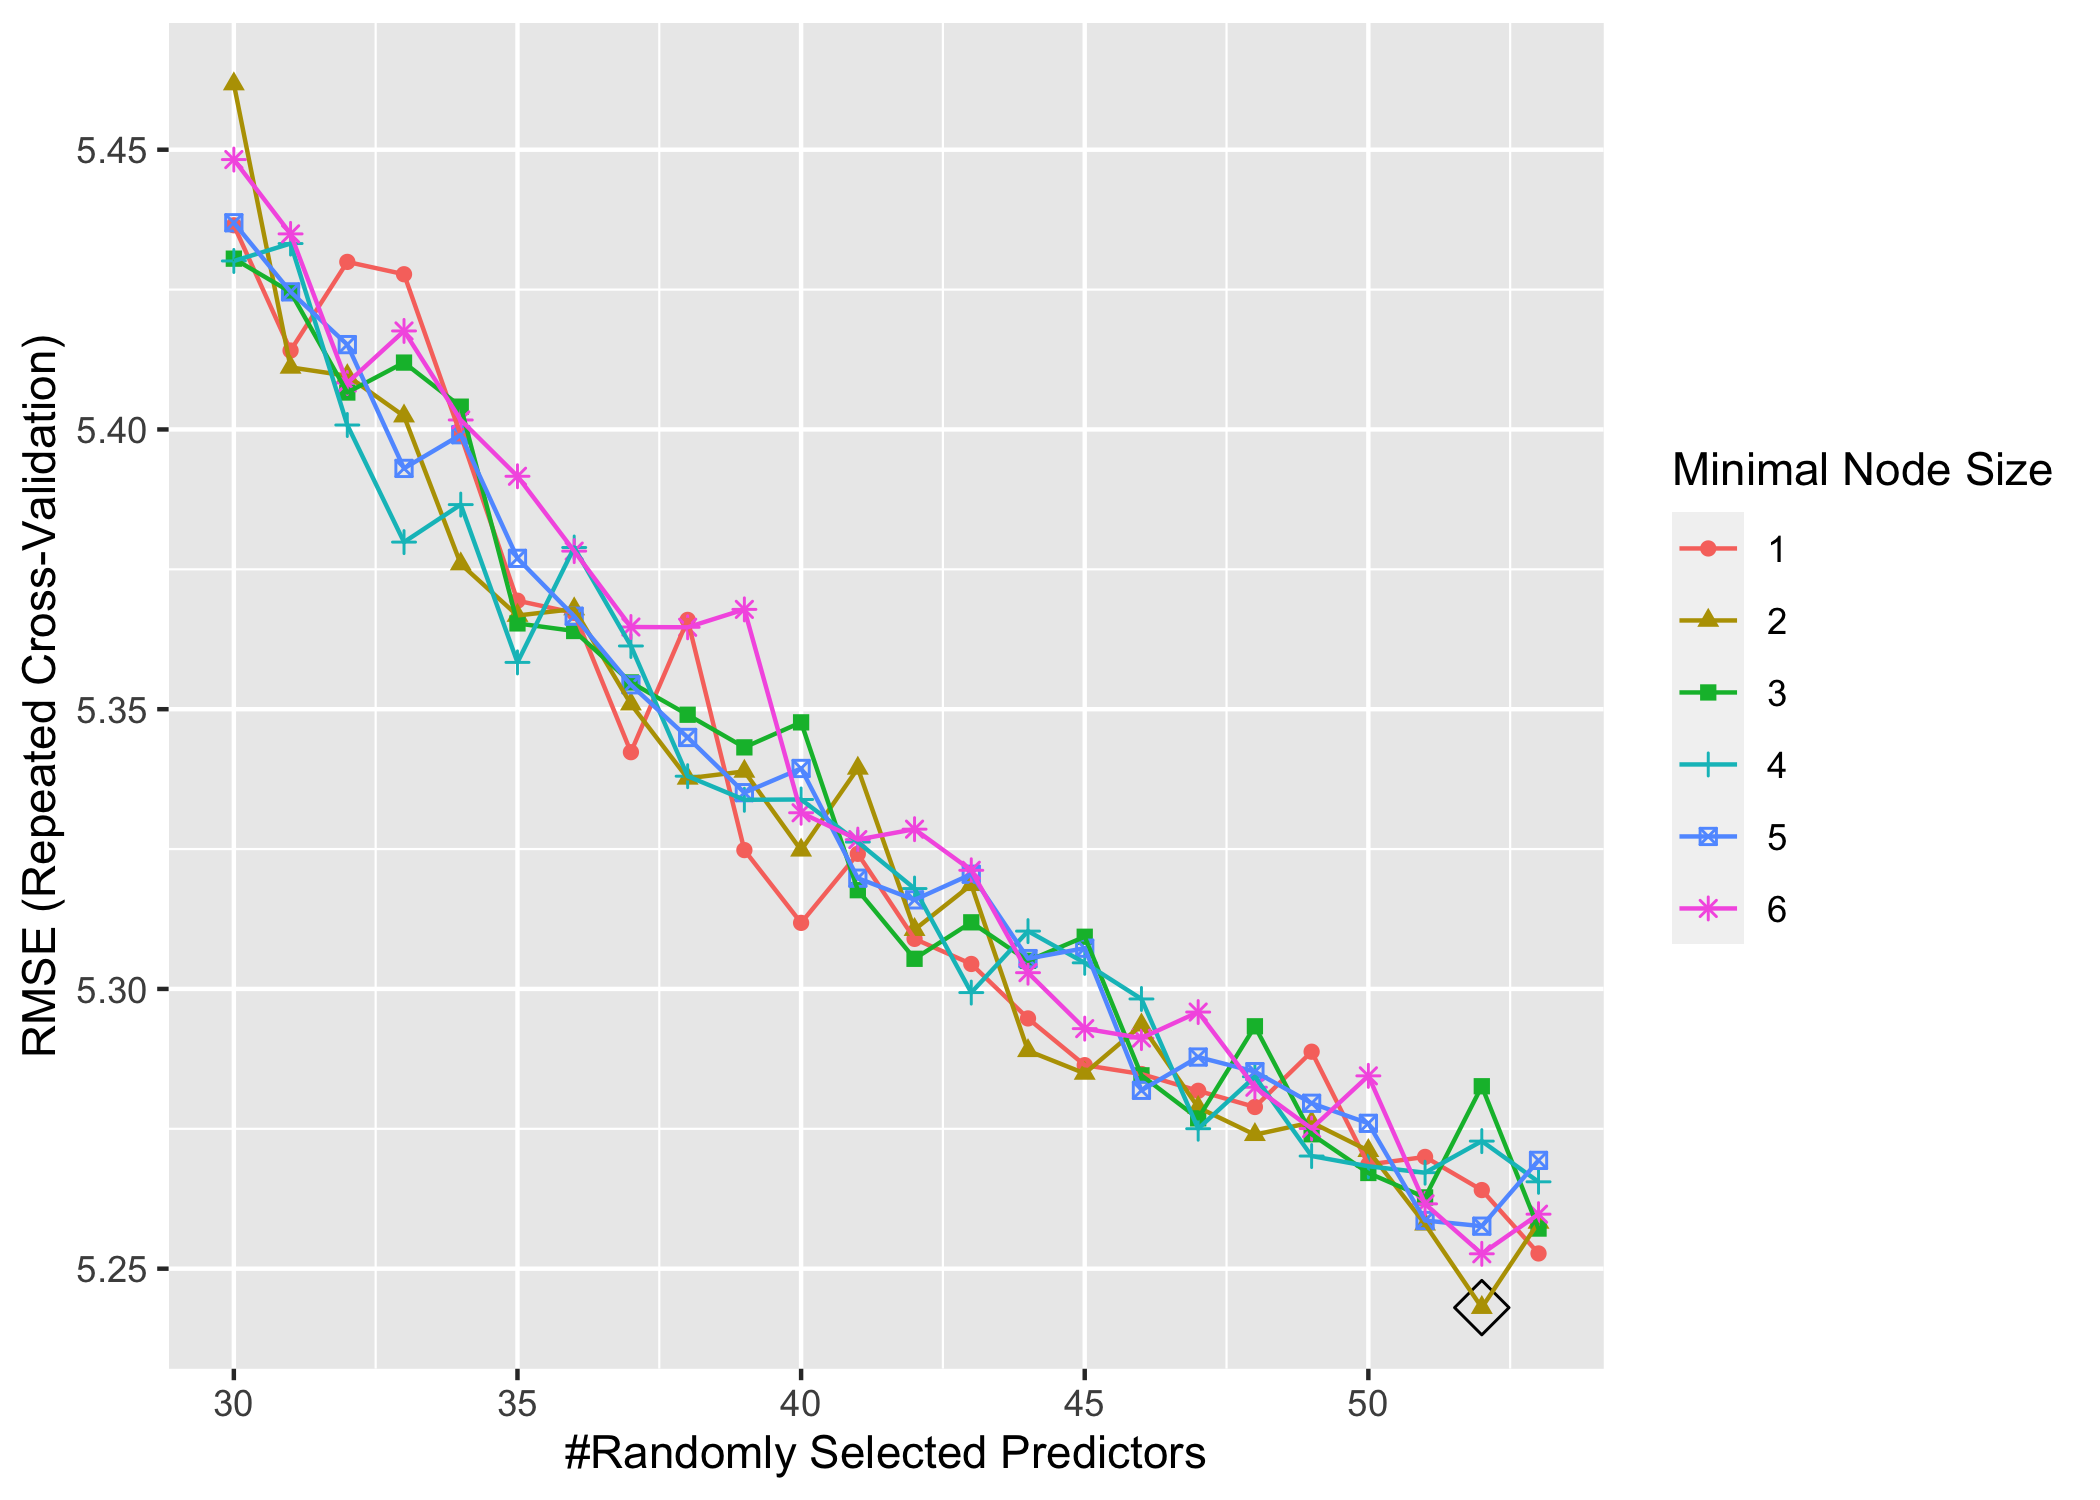 RMSE (Repeated Cross-Validation)
5.45
5.40
5.35
5.30
5.25
30 35 40 45 50
#Randomly Selected Predictors
Minimal Node Size
1
2
3
4
5
6